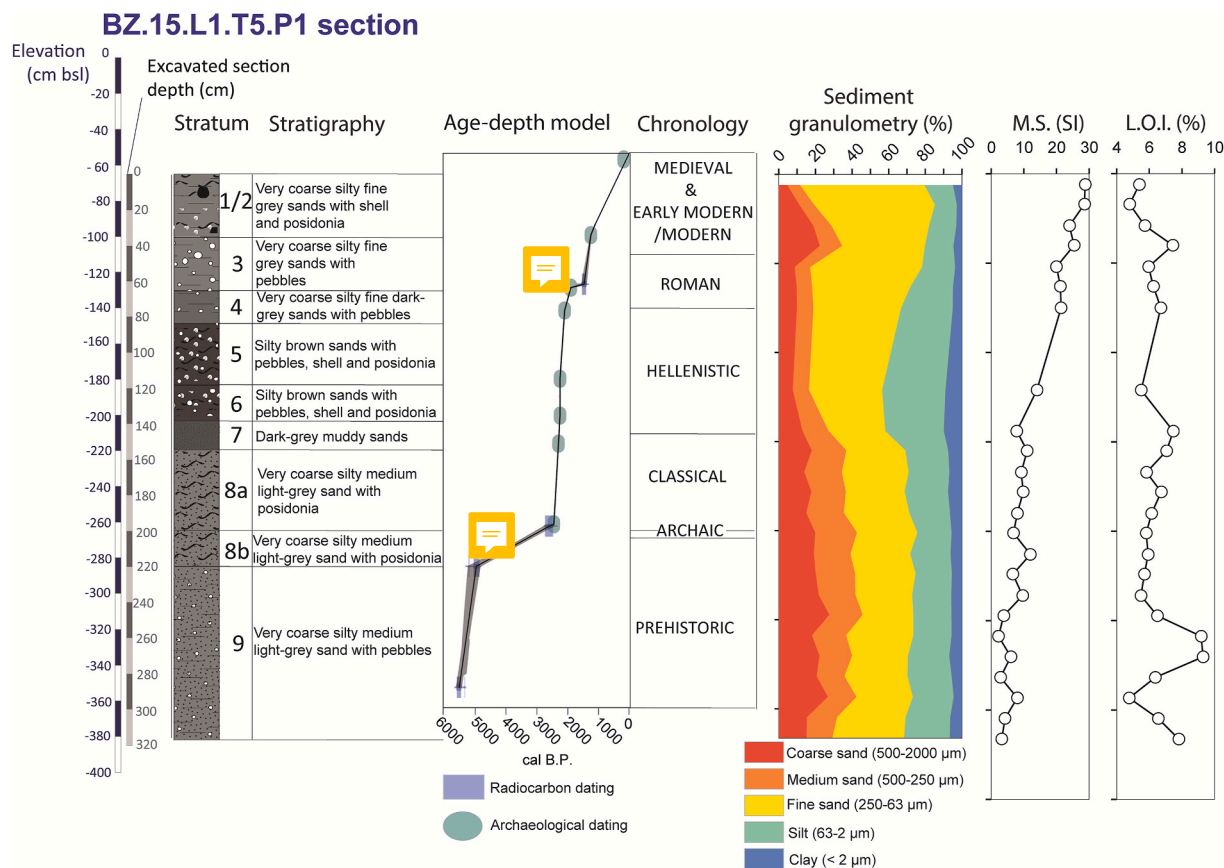 BZ.15.L1.T5.P1 section
Elevation
(cm bsl)
Excavated section
depth (cm)
Stratum
Stratigraphy
Age-depth model
Chronology
Sediment
granulometry (%)
M.S. (SI)
L.O.I. (%)
0
-20
-40
-60
-80
-100
-120
-140
-160
-180
-200
-220
-240
-260
-280
-300
-320
-340
-360
-380
-400
0
20
40
60
80
100
120
140
160
180
200
220
240
260
280
300
320
1/2
Very coarse silty fine
grey sands with shell
and posidonia
3
Very coarse silty fine
grey sands with
pebbles
4
Very coarse silty fine dark-
grey sands with pebbles
5
Silty brown sands with
pebbles, shell and posidonia
6
Silty brown sands with
pebbles, shell and posidonia
7
Dark-grey muddy sands
8a
Very coarse silty medium
light-grey sand with
posidonia
8b
Very coarse silty medium
light-grey sand with posidonia
9
Very coarse silty medium
light-grey sand with pebbles
6000
5000
4000
3000
2000
1000
0
cal B.P.
Radiocarbon dating
Archaeological dating
MEDIEVAL
&
EARLY MODERN
/MODERN
ROMAN
HELLENISTIC
CLASSICAL
ARCHAIC
PREHISTORIC
0 20 40 60 80 100
Coarse sand (500-2000 µm)
Medium sand (500-250 µm)
Fine sand (250-63 µm)
Silt (63-2 µm)
Clay (< 2 µm)
0 10 20 30
4 6 8 10